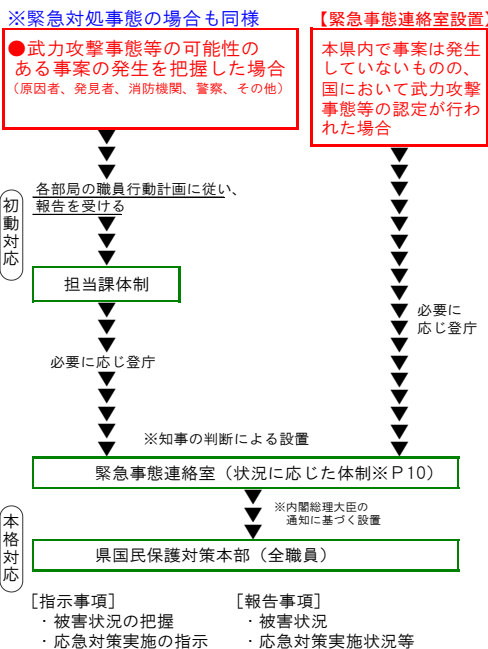 ※緊急対処事態の場合も同様
【緊急事態連絡室設置】
●武力攻撃事態等の可能性の
ある事案の発生を把握した場合
(原因者、発見者、消防機関、警察、その他)
本県内で事案は発生
していないものの、
国において武力攻撃
事態等の認定が行わ
れた場合
初動対応
各部局の職員行動計画に従い、
報告を受ける
担当課体制
必要に
応じ登庁
必要に応じ登庁
※知事の判断による設置
緊急事態連絡室(状況に応じた体制※P10)
※内閣総理大臣の
通知に基づく設置
本格対応
県国民保護対策本部(全職員)
[指示事項]
・被害状況の把握
・応急対策実施の指示
[報告事項]
・被害状況
・応急対策実施状況等